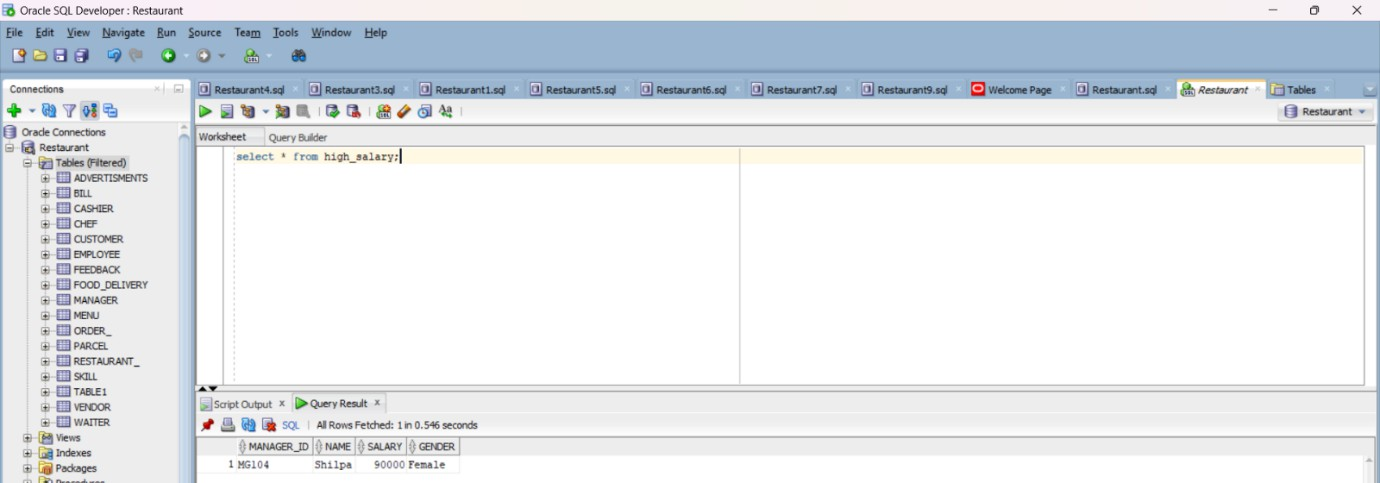 Oracle SQL Developer : Restaurant
File Edit View Navigate Run Source Team Tools Window Help
Connections
Restaurant4.sql Restaurant3.sql Restaurant1.sql Restaurant5.sql Restaurant6.sql Restaurant7.sql Restaurant9.sql Welcome Page Restaurant.sql Restaurant Tables
Restaurant
Oracle Connections
Restaurant
Tables (Filtered)
ADVERTISMENTS
BILL
CASHIER
CHEF
CUSTOMER
EMPLOYEE
FEEDBACK
FOOD_DELIVERY
MANAGER
MENU
ORDER_
PARCEL
RESTAURANT_
SKILL
TABLE1
VENDOR
WAITER
Views
Indexes
Packages
Procedures
Worksheet Query Builder
select * from high_salary;
Script Output x Query Result x
SQL | All Rows Fetched: 1 in 0.546 seconds
MANAGER_ID NAME SALARY GENDER
1 MG104 Shilpa 90000 Female